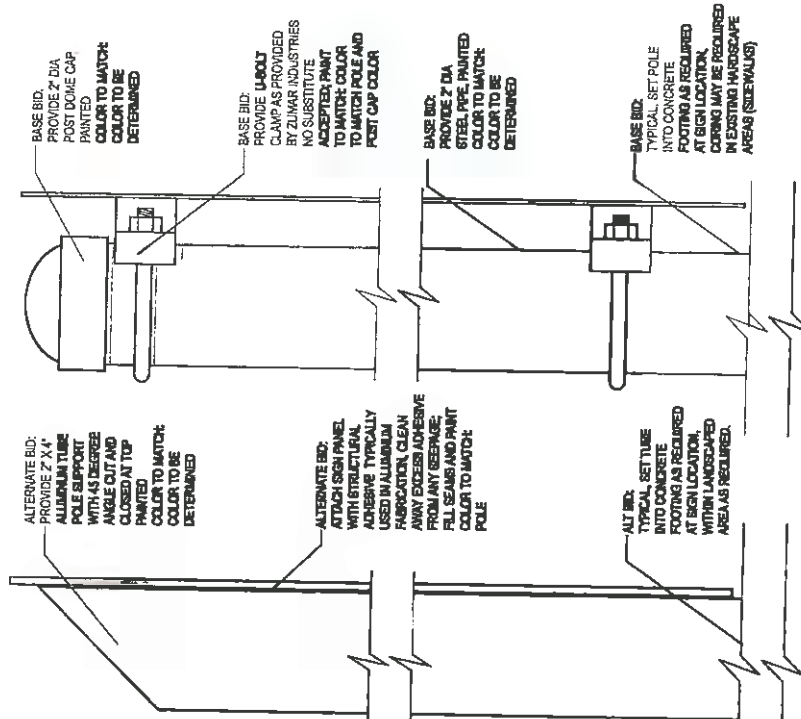 ALTERNATE BID:
PROVIDE 2" X 4"
ALUMINUM TUBE
POLE SUPPORT
WITH 45 DEGREE
ANGLE CUT AND
CLOSED AT TOP
PAINTED
COLOR TO MATCH:
COLOR TO BE
DETERMINED
ALTERNATE BID:
ATTACH SIGN PANEL
WITH STRUCTURAL
ADHESIVE TYPICALLY
USED IN ALUMINUM
FABRICATION, CLEAN
AWAY EXCESS ADHESIVE
FROM ANY SEEPAGE;
FILL SEAMS AND PAINT
COLOR TO MATCH:
POLE
ALT BID:
TYPICAL, SET TUBE
INTO CONCRETE
FOOTING AS REQUIRED
AT SIGN LOCATION,
WITHIN LANDSCAPED
AREA AS REQUIRED.
BASE BID:
PROVIDE 2" DIA
POST DOME CAP,
PAINTED
COLOR TO MATCH:
COLOR TO BE
DETERMINED
BASE BID:
PROVIDE U-BOLT
CLAMP AS PROVIDED
BY ZUMAR INDUSTRIES
NO SUBSTITUTE
ACCEPTED; PAINT
TO MATCH: COLOR
TO MATCH POLE AND
POST CAP COLOR
BASE BID:
PROVIDE 2" DIA
STEEL PIPE, PAINTED
COLOR TO MATCH:
COLOR TO BE
DETERMINED
BASE BID:
TYPICAL, SET POLE
INTO CONCRETE
FOOTING AS REQUIRED
AT SIGN LOCATION,
CORING MAY BE REQUIRED
IN EXISTING HARDSCAPE
AREAS (SIDEWALKS)